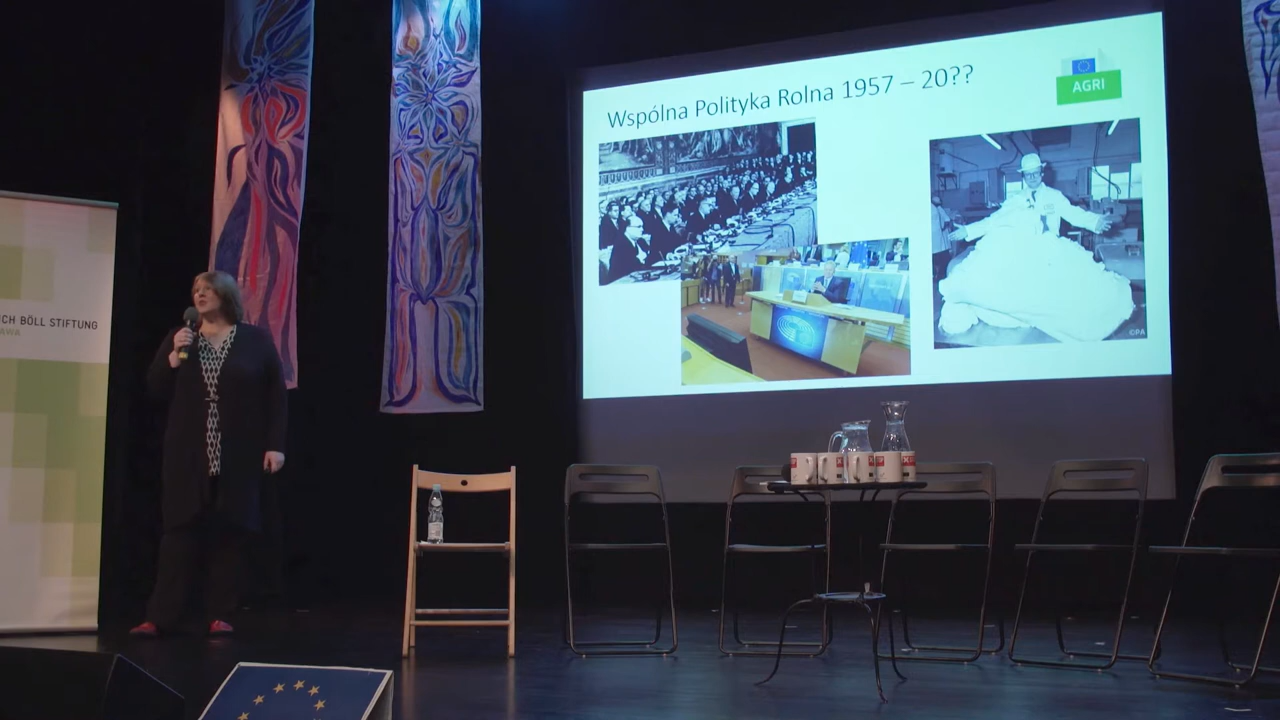 Wspólna Polityka Rolna 1957 – 20??
AGRI
©PA
CH BÖLL STIFTUNG
AWA